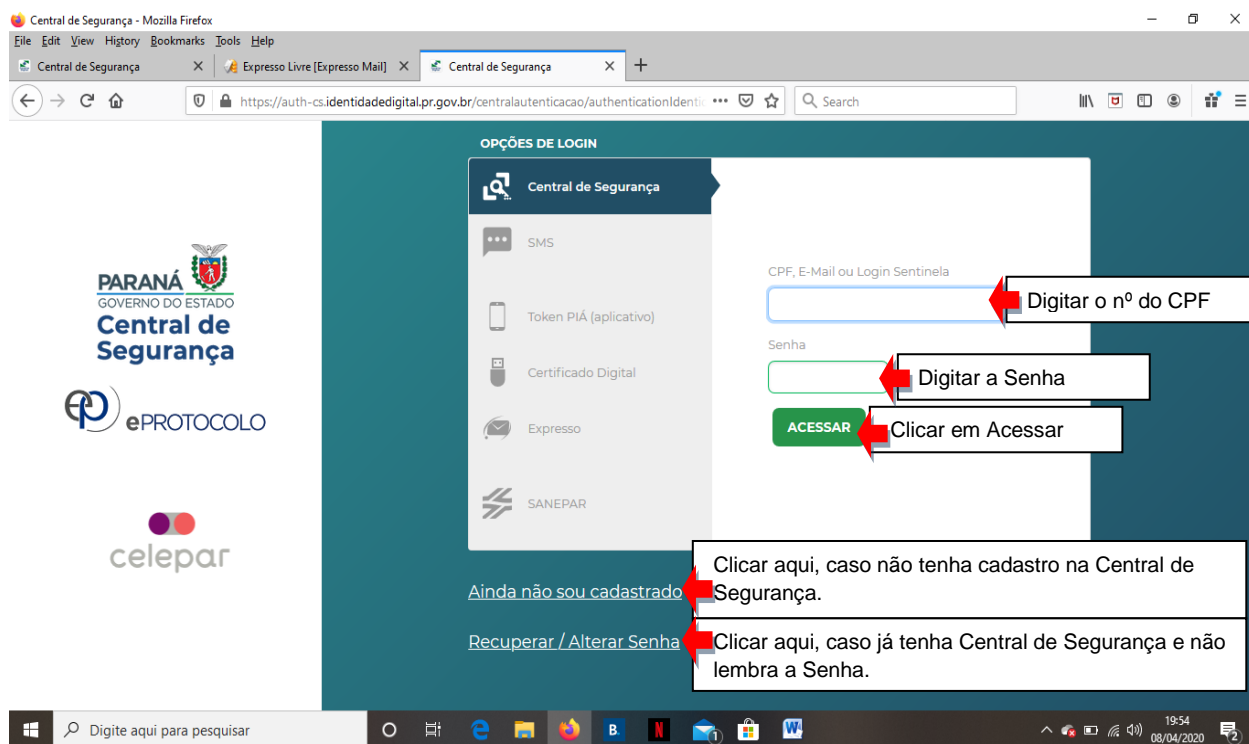 Central de Segurança - Mozilla Firefox
File Edit View History Bookmarks Tools Help
Central de Segurança
Expresso Livre [Expresso Mail]
Central de Segurança
https://auth-cs.identidadedigital.pr.gov.br/centralautenticacao/authenticationIdenti
Search
OPÇÕES DE LOGIN
Central de Segurança
SMS
Token PIÁ (aplicativo)
Certificado Digital
Expresso
SANEPAR
PARANÁ
GOVERNO DO ESTADO
Central de
Segurança
ep ePROTOCOLO
celepar
CPF, E-Mail ou Login Sentinela
Digitar o nº do CPF
Senha
Digitar a Senha
ACESSAR
Clicar em Acessar
Ainda não sou cadastrado
Clicar aqui, caso não tenha cadastro na Central de
Segurança.
Recuperar / Alterar Senha
Clicar aqui, caso já tenha Central de Segurança e não
lembra a Senha.
Digite aqui para pesquisar
B.
N
1
W
19:54
08/04/2020
2